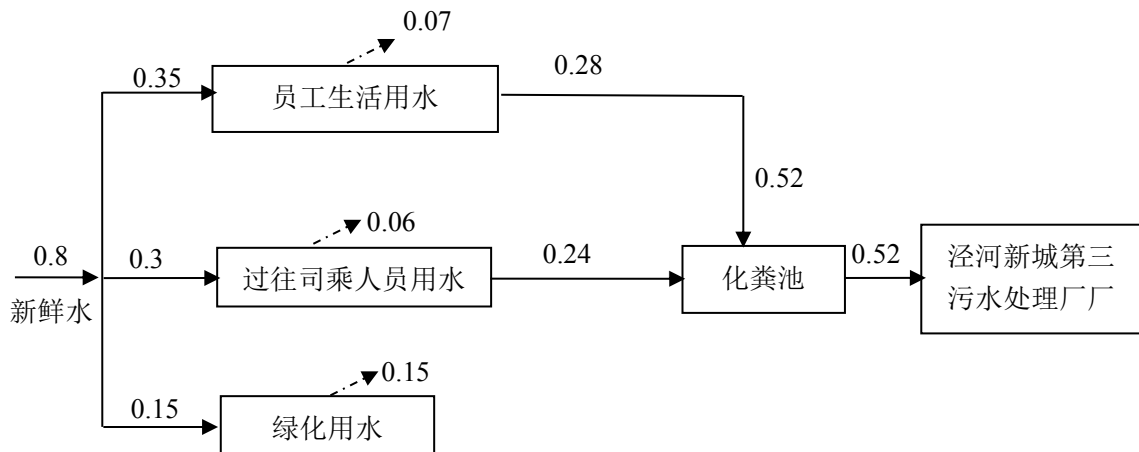 0.07
0.35
员工生活用水
0.28
0.52
0.06
0.8
新鲜水
0.3
过往司乘人员用水
0.24
化粪池
0.52
泾河新城第三
污水处理厂厂
0.15
0.15
绿化用水